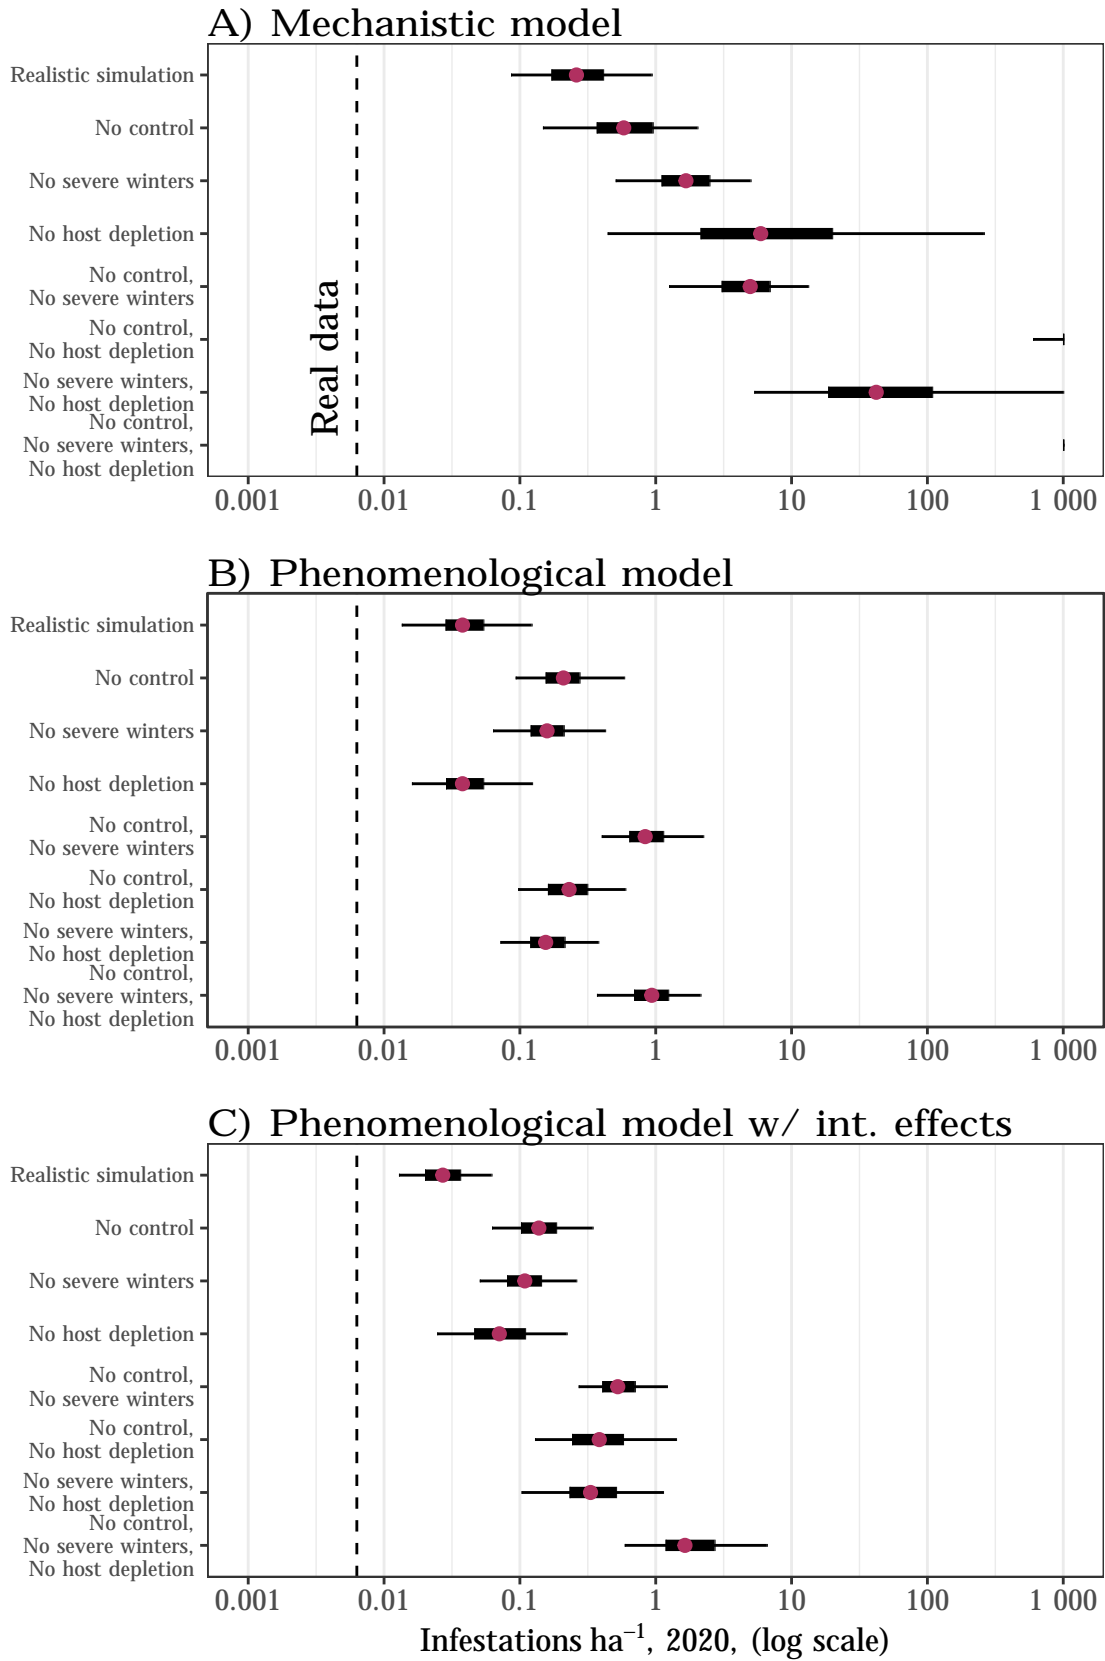 A) Mechanistic model
Realistic simulation
No control
No severe winters
No host depletion
No control,
No severe winters
No control,
No host depletion
No severe winters,
No host depletion
No control,
No severe winters,
No host depletion
Real data
0.001 0.01 0.1 1 10 100 1 000
B) Phenomenological model
Realistic simulation
No control
No severe winters
No host depletion
No control,
No severe winters
No control,
No host depletion
No severe winters,
No host depletion
No control,
No severe winters,
No host depletion
0.001 0.01 0.1 1 10 100 1 000
C) Phenomenological model w/ int. effects
Realistic simulation
No control
No severe winters
No host depletion
No control,
No severe winters
No control,
No host depletion
No severe winters,
No host depletion
No control,
No severe winters,
No host depletion
0.001 0.01 0.1 1 10 100 1 000
Infestations ha⁻¹, 2020, (log scale)